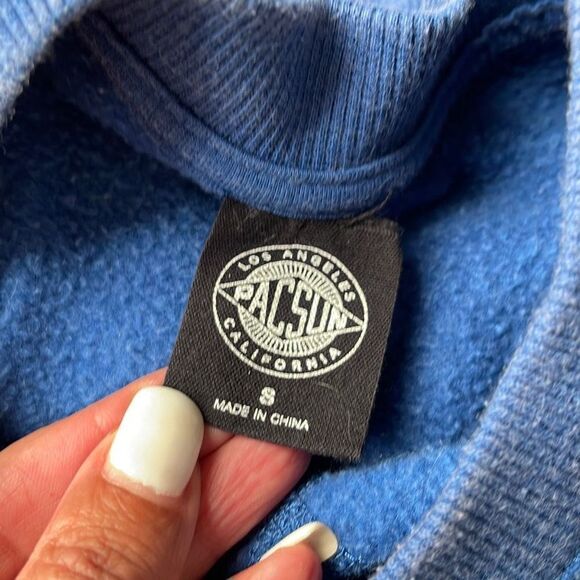 LOS ANGELES
PACSUN
CALIFORNIA
S
MADE IN CHINA